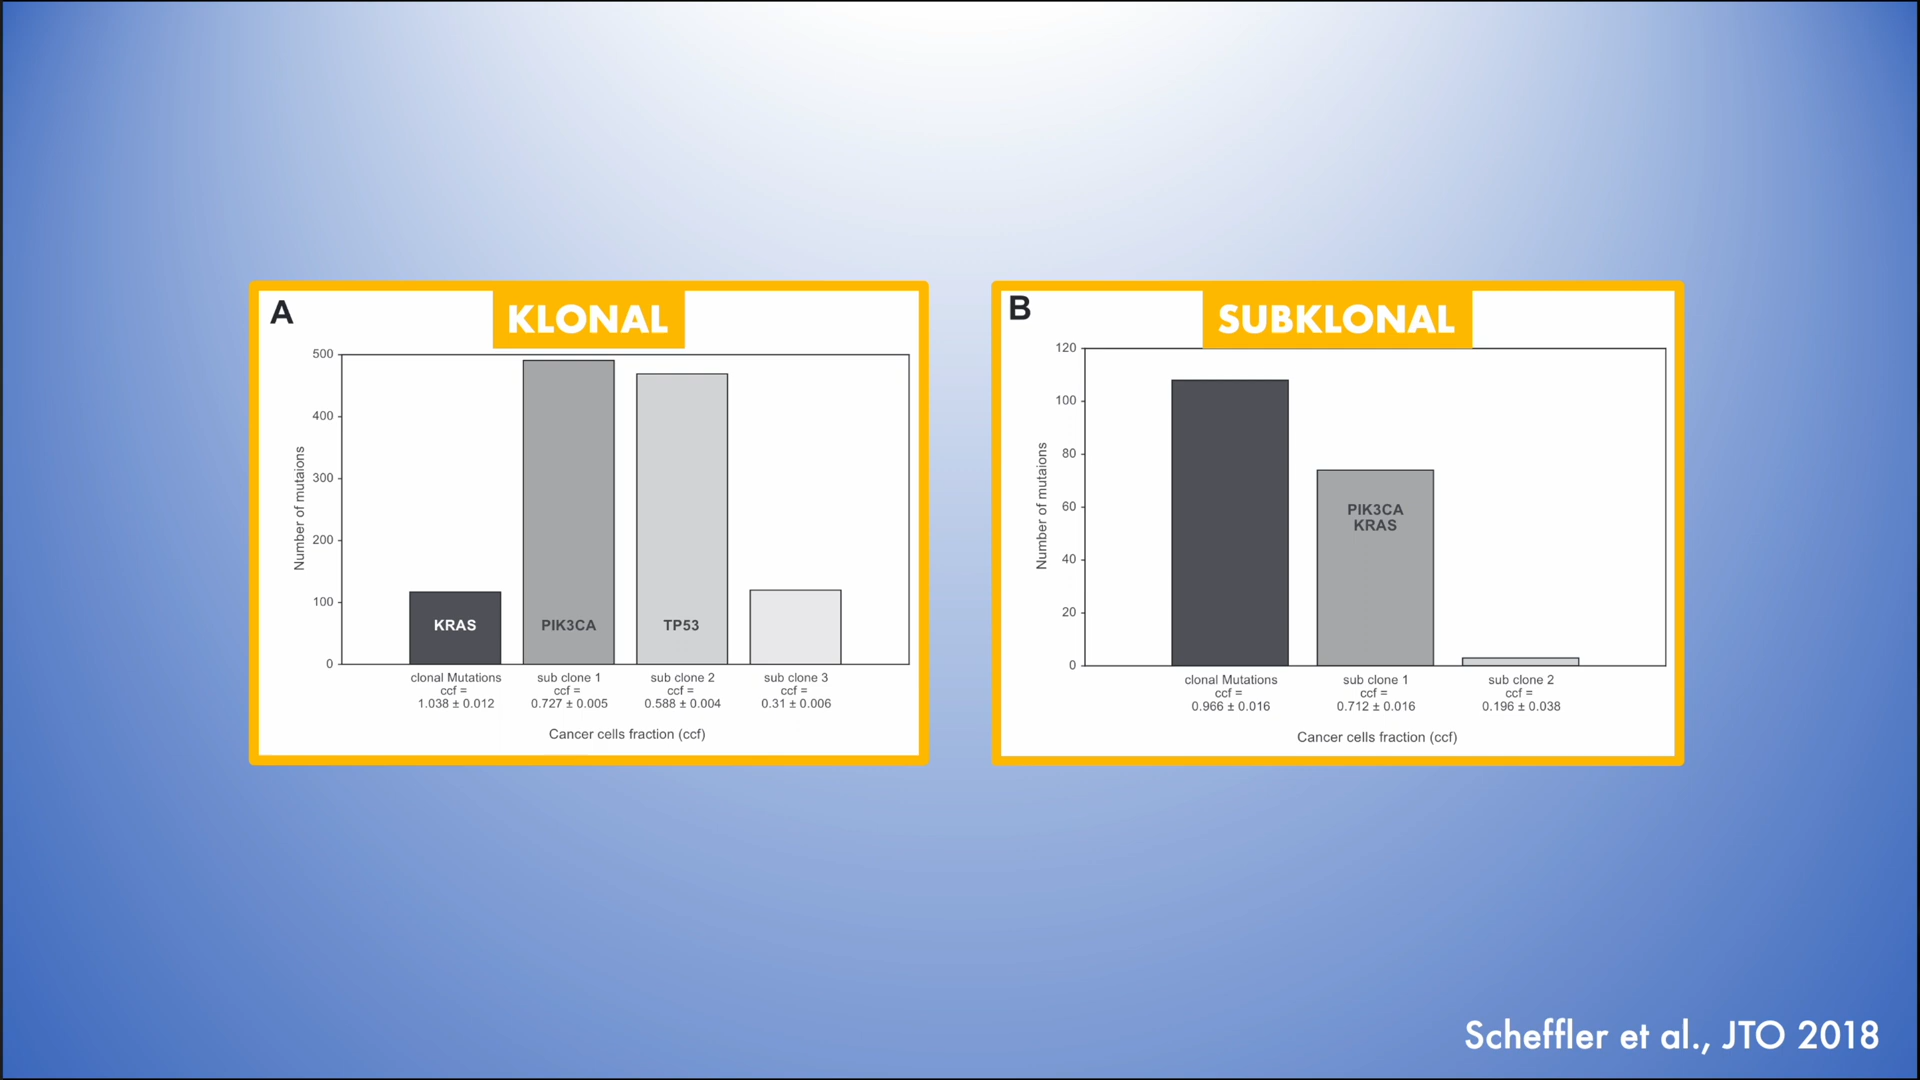 A
KLONAL
500
400
300
200
100
0
Number of mutaions
KRAS
PIK3CA
TP53
clonal Mutations
ccf =
1.038 ± 0.012
sub clone 1
ccf =
0.727 ± 0.005
sub clone 2
ccf =
0.588 ± 0.004
sub clone 3
ccf =
0.31 ± 0.006
Cancer cells fraction (ccf)
B
SUBKLONAL
120
100
80
60
40
20
0
Number of mutaions
PIK3CA
KRAS
clonal Mutations
ccf =
0.966 ± 0.016
sub clone 1
ccf =
0.712 ± 0.016
sub clone 2
ccf =
0.196 ± 0.038
Cancer cells fraction (ccf)
Scheffler et al., JTO 2018